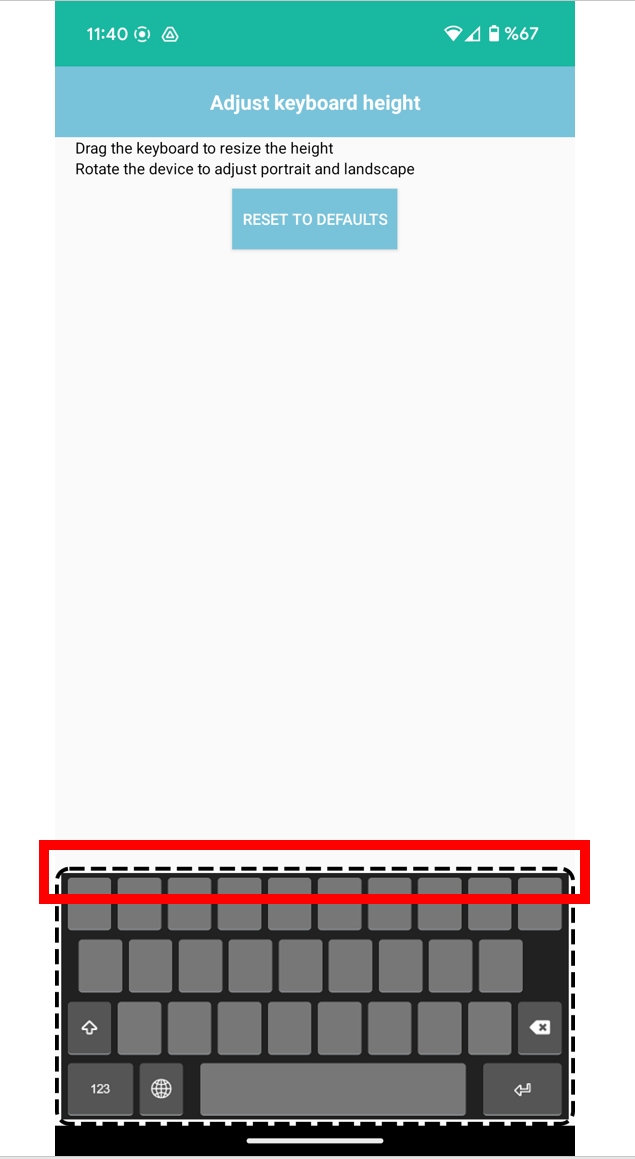 11:40 %67
Adjust keyboard height
Drag the keyboard to resize the height
Rotate the device to adjust portrait and landscape
RESET TO DEFAULTS
123